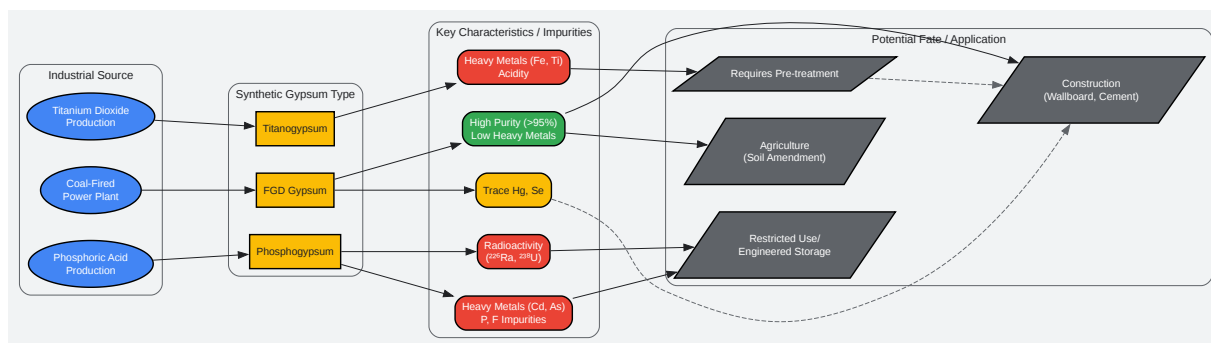 Industrial Source
Titanium Dioxide
Production
Coal-Fired
Power Plant
Phosphoric Acid
Production
Synthetic Gypsum Type
Titanogypsum
FGD Gypsum
Phosphogypsum
Key Characteristics / Impurities
Heavy Metals (Fe, Ti)
Acidity
High Purity (>95%)
Low Heavy Metals
Trace Hg, Se
Radioactivity
(²²⁶Ra, ²³⁸U)
Heavy Metals (Cd, As)
P, F Impurities
Potential Fate / Application
Requires Pre-treatment
Construction
(Wallboard, Cement)
Agriculture
(Soil Amendment)
Restricted Use/
Engineered Storage